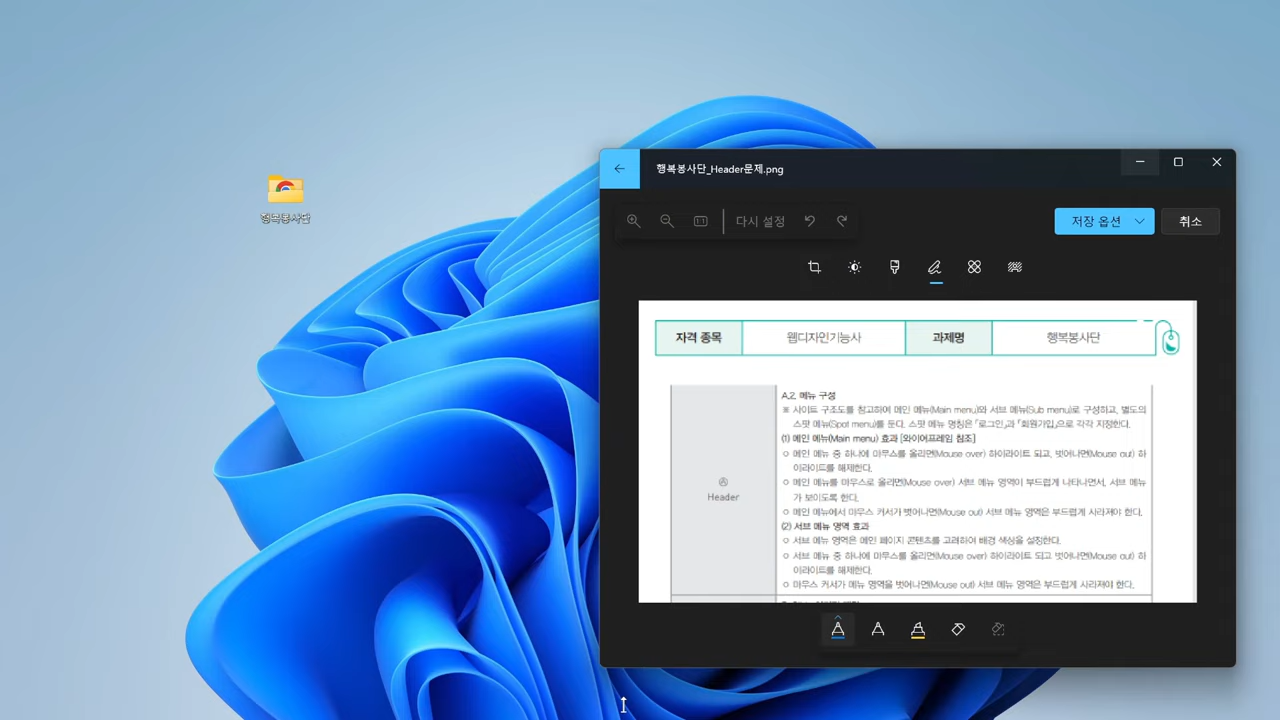 행복봉사단
행복봉사단_Header문제.png
다시 설정
저장 옵션
취소
자격 종목 웹디자인기능사 과제명 행복봉사단
A.2. 메뉴 구성
※ 사이트 구조도를 참고하여 메인 메뉴(Main menu)와 서브 메뉴(Sub menu)로 구성하고, 별도의
스팟 메뉴(Spot menu)를 둔다. 스팟 메뉴 명칭은 「로그인」과 「회원가입」으로 각각 지정한다.
(1) 메인 메뉴(Main menu) 효과 [와이어프레임 참조]
○ 메인 메뉴 중 하나에 마우스를 올리면(Mouse over) 하이라이트 되고, 벗어나면(Mouse out) 하
이라이트를 해제한다.
○ 메인 메뉴를 마우스로 올리면(Mouse over) 서브 메뉴 영역이 부드럽게 나타나면서, 서브 메뉴
가 보이도록 한다.
○ 메인 메뉴에서 마우스 커서가 벗어나면(Mouse out) 서브 메뉴 영역은 부드럽게 사라져야 한다.
(2) 서브 메뉴 영역 효과
○ 서브 메뉴 영역은 메인 페이지 콘텐츠를 고려하여 배경 색상을 설정한다.
○ 서브 메뉴 중 하나에 마우스를 올리면(Mouse over) 하이라이트 되고 벗어나면(Mouse out) 하
이라이트를 해제한다.
○ 마우스 커서가 메뉴 영역을 벗어나면(Mouse out) 서브 메뉴 영역은 부드럽게 사라져야 한다.
Ⓐ
Header